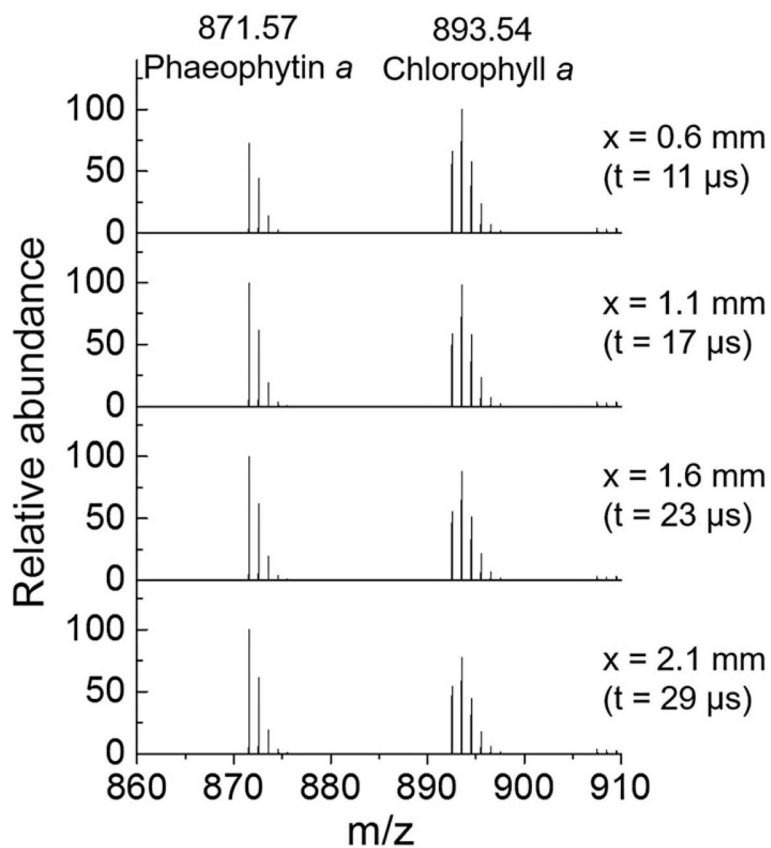 871.57
Phaeophytin a
893.54
Chlorophyll a
Relative abundance
100
50
0
x = 0.6 mm
(t = 11 µs)
100
50
0
x = 1.1 mm
(t = 17 µs)
100
50
0
x = 1.6 mm
(t = 23 µs)
100
50
0
x = 2.1 mm
(t = 29 µs)
860 870 880 890 900 910
m/z